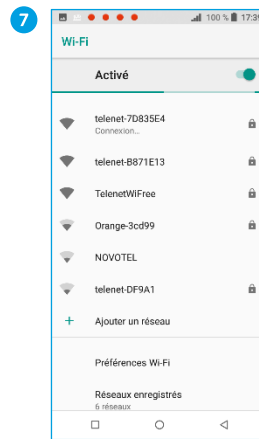 7
100 % 17:39
Wi-Fi
Activé
telenet-7D835E4
Connexion...
telenet-B871E13
TelenetWiFree
Orange-3cd99
NOVOTEL
telenet-DF9A1
+ Ajouter un réseau
Préférences Wi-Fi
Réseaux enregistrés
6 réseaux